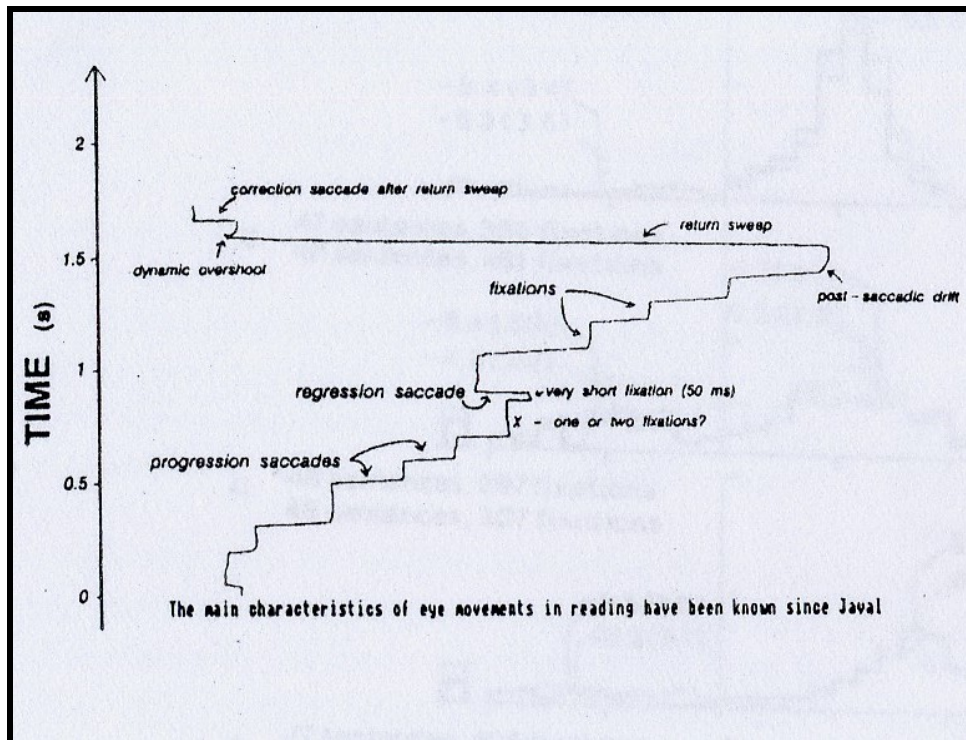 2
correction saccade after return sweep
return sweep
1.5
dynamic overshoot
fixations
post-saccadic drift
TIME (s)
1
regression saccade
very short fixation (50 ms)
X - one or two fixations?
progression saccades
0.5
0
The main characteristics of eye movements in reading have been known since Javal